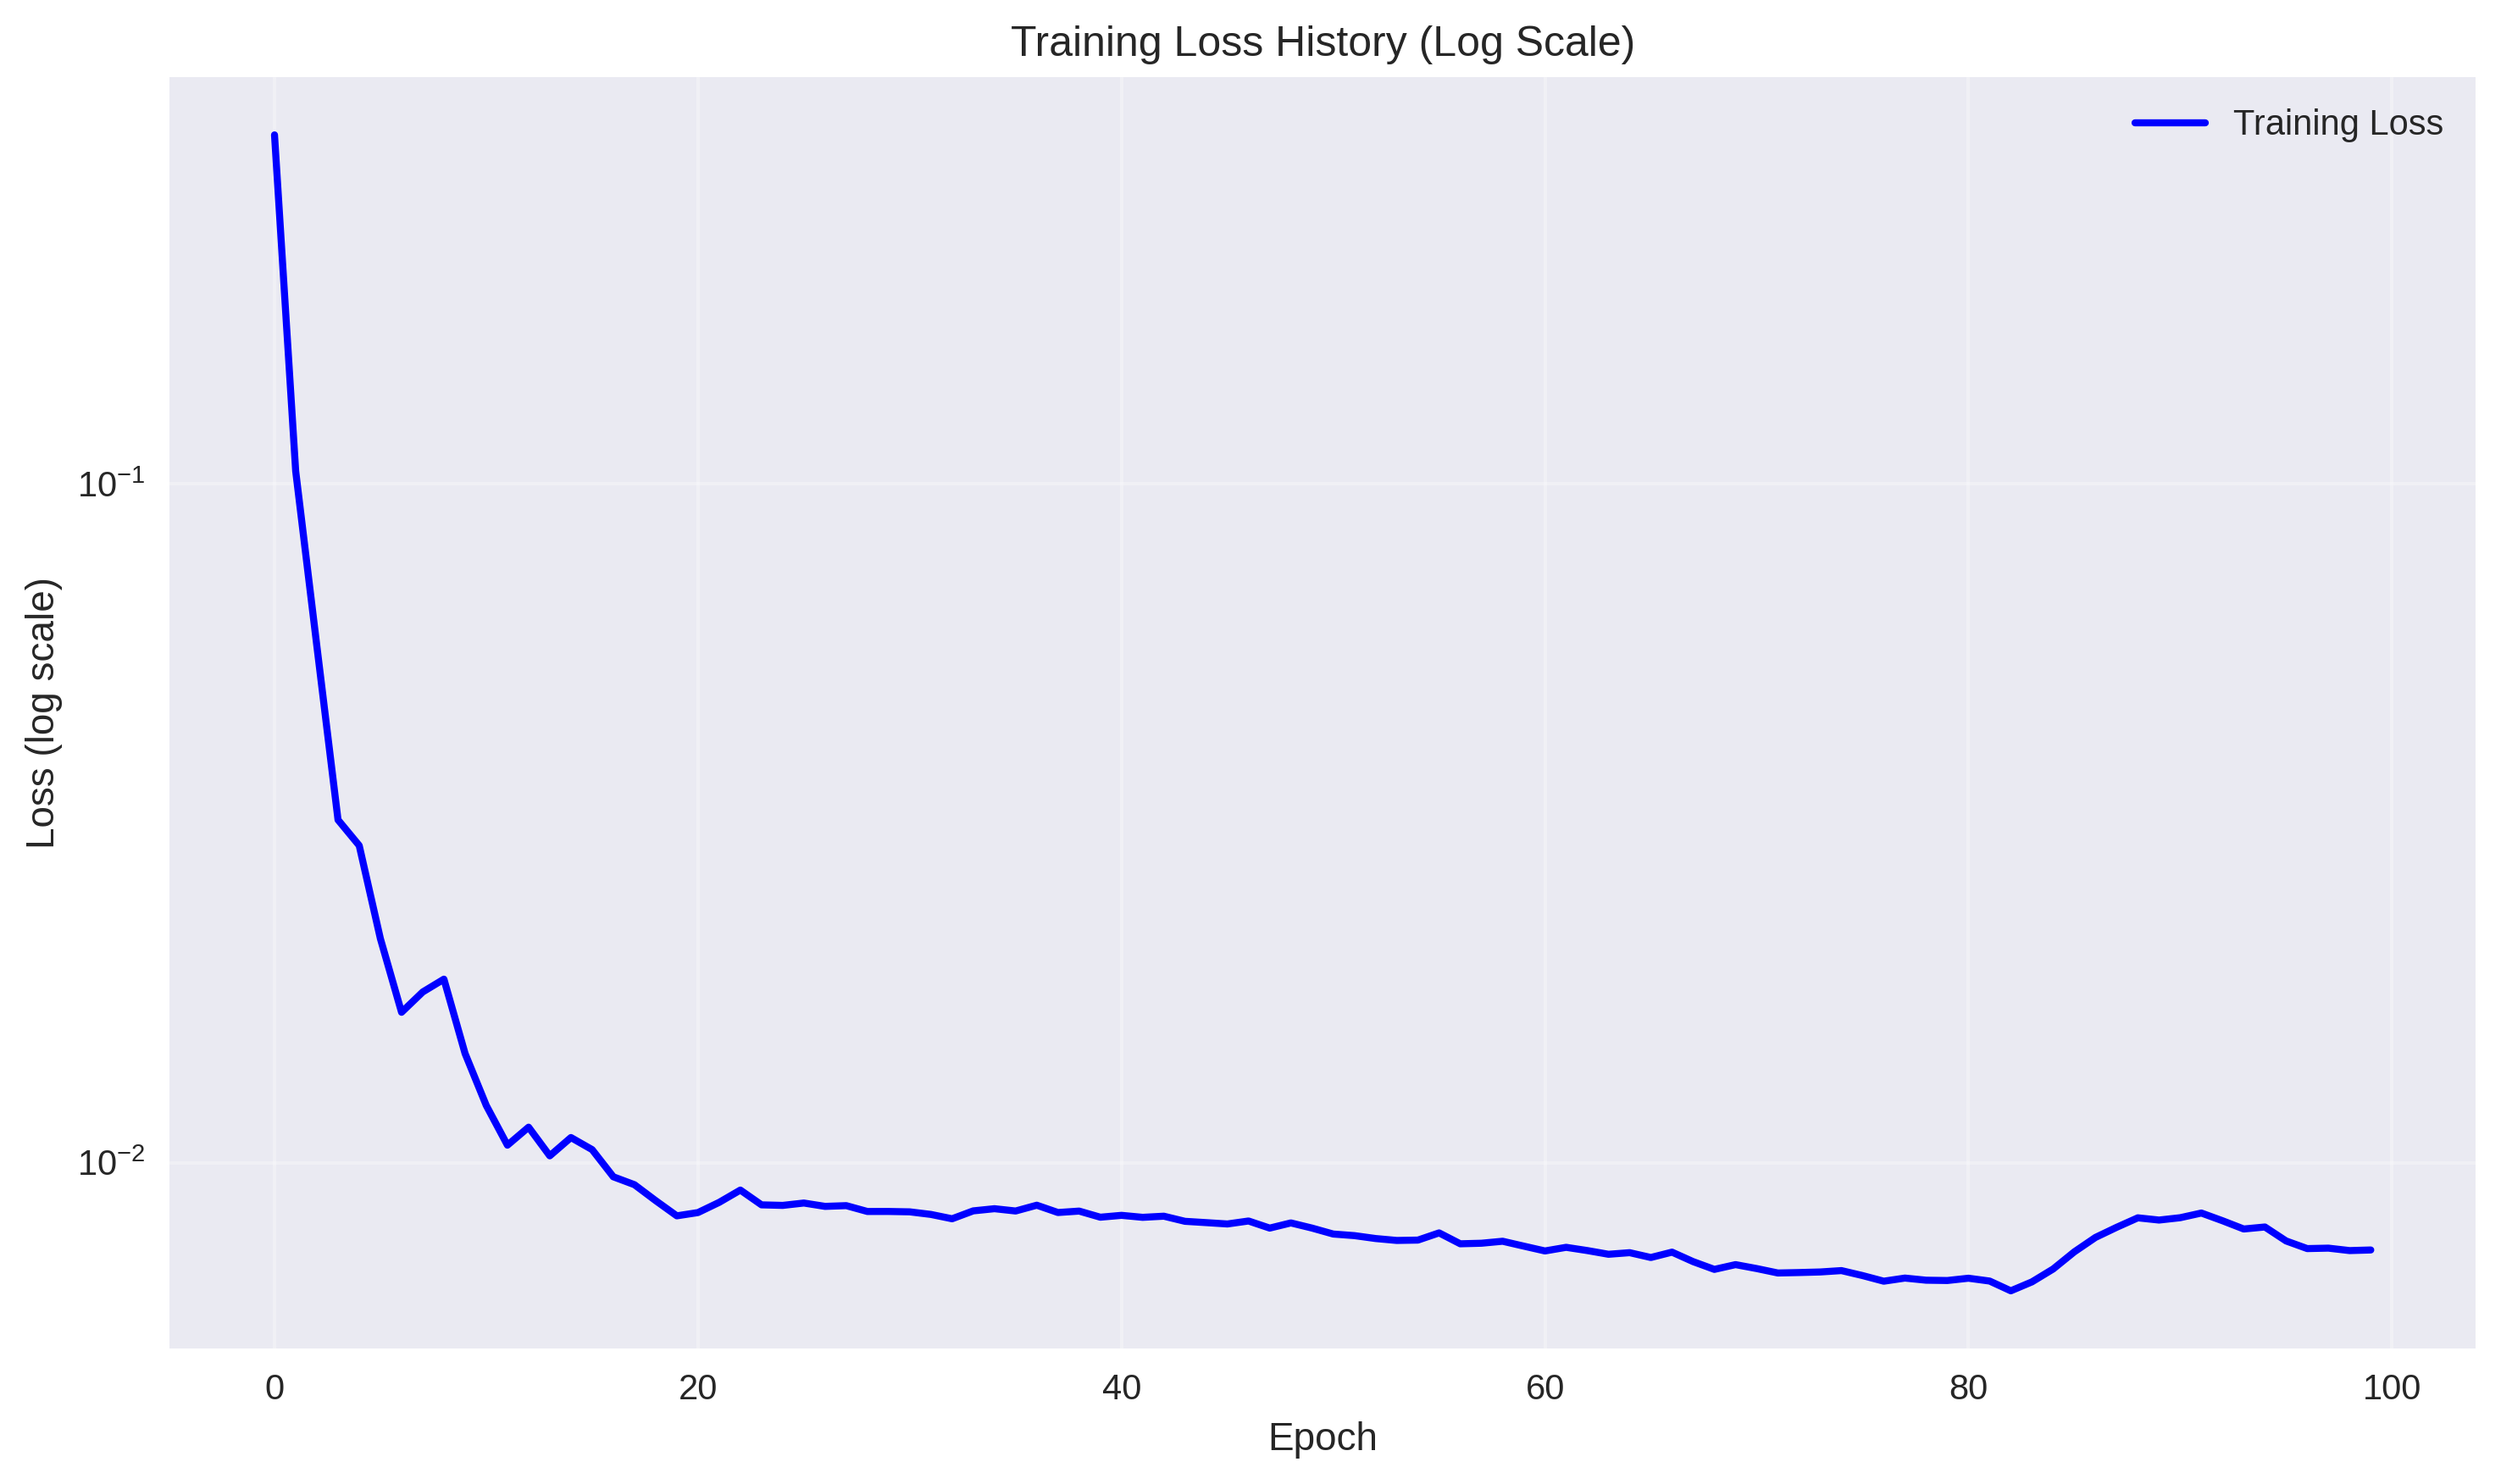 Training Loss History (Log Scale)
Training Loss
10⁻¹
10⁻²
Loss (log scale)
0 20 40 60 80 100
Epoch